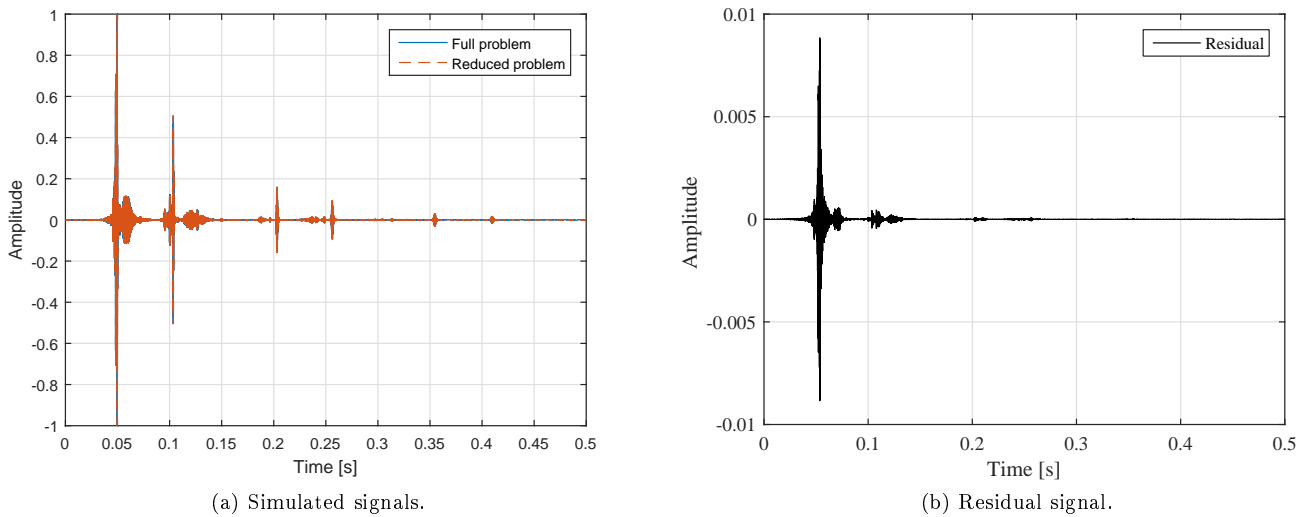 1
0.8
0.6
0.4
0.2
0
-0.2
-0.4
-0.6
-0.8
-1
Amplitude
Full problem
Reduced problem
0 0.05 0.1 0.15 0.2 0.25 0.3 0.35 0.4 0.45 0.5
Time [s]
(a) Simulated signals.
0.01
0.005
0
-0.005
-0.01
Amplitude
Residual
0 0.1 0.2 0.3 0.4 0.5
Time [s]
(b) Residual signal.